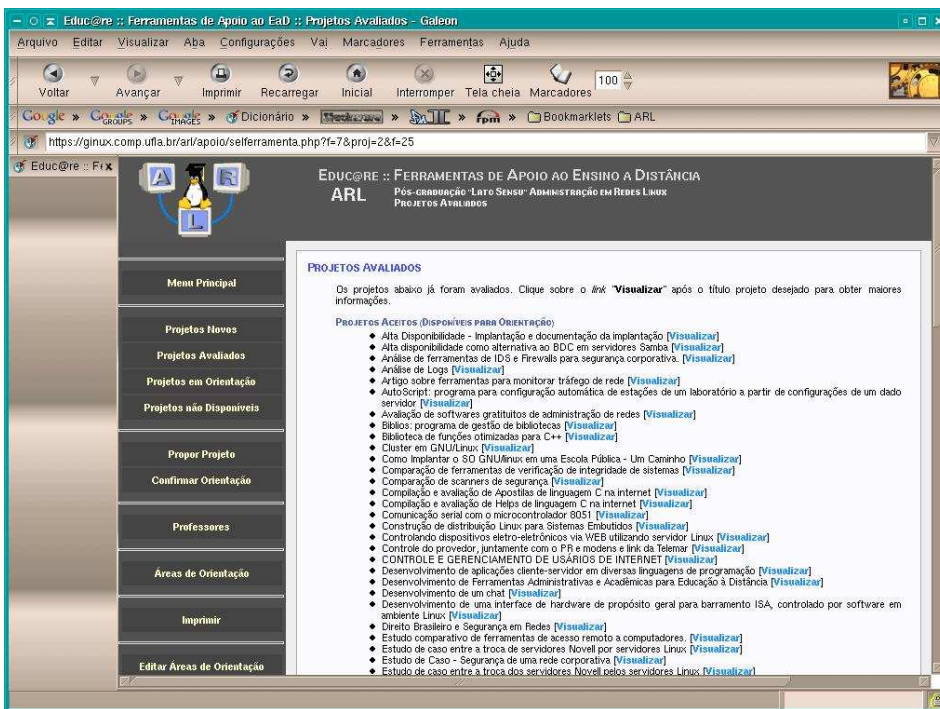 Educ@re :: Ferramentas de Apoio ao EaD :: Projetos Avaliados - Galeon
Arquivo Editar Visualizar Aba Configurações Vai Marcadores Ferramentas Ajuda
Voltar Avançar Imprimir Recarregar Inicial Interromper Tela cheia Marcadores 100
Google » Google GROUPS » Google IMAGES » Dicionário » » » fpm » Bookmarklets ARL
https://ginux.comp.ufla.br/arl/apoio/selferramenta.php?f=7&proj=2&f=25
Educ@re :: Fe
A R L
EDUC@RE :: FERRAMENTAS DE APOIO AO ENSINO A DISTÂNCIA
ARL PÓS-GRADUAÇÃO "LATO SENSU" ADMINISTRAÇÃO EM REDES LINUX
PROJETOS AVALIADOS
Menu Principal
Projetos Novos
Projetos Avaliados
Projetos em Orientação
Projetos não Disponíveis
Propor Projeto
Confirmar Orientação
Professores
Áreas de Orientação
Imprimir
Editar Áreas de Orientação
PROJETOS AVALIADOS
Os projetos abaixo já foram avaliados. Clique sobre o link "Visualizar" após o título projeto desejado para obter maiores
informações.
PROJETOS ACEITOS (DISPONÍVEIS PARA ORIENTAÇÃO)
Alta Disponibilidade - Implantação e documentação da implantação [Visualizar]
Alta disponibilidade como alternativa ao BDC em servidores Samba [Visualizar]
Análise de ferramentas de IDS e Firewalls para segurança corporativa. [Visualizar]
Análise de Logs [Visualizar]
Artigo sobre ferramentas para monitorar tráfego de rede [Visualizar]
AutoScript: programa para configuração automática de estações de um laboratório a partir de configurações de um dado
servidor [Visualizar]
Avaliação de softwares gratuitos de administração de redes [Visualizar]
Biblios: programa de gestão de bibliotecas [Visualizar]
Biblioteca de funções otimizadas para C++ [Visualizar]
Cluster em GNU/Linux [Visualizar]
Como Implantar o SO GNU/linux em uma Escola Pública - Um Caminho [Visualizar]
Comparação de ferramentas de verificação de integridade de sistemas [Visualizar]
Comparação de scanners de segurança [Visualizar]
Compilação e avaliação de Apostilas de linguagem C na internet [Visualizar]
Compilação e avaliação de Helps de linguagem C na internet [Visualizar]
Comunicação serial com o microcontrolador 8051 [Visualizar]
Construção de distribuição Linux para Sistemas Embutidos [Visualizar]
Controlando dispositivos eletro-eletrônicos via WEB utilizando servidor Linux [Visualizar]
Controle do provedor, juntamente com o PR e modens e link da Telemar [Visualizar]
CONTROLE E GERENCIAMENTO DE USÁRIOS DE INTERNET [Visualizar]
Desenvolvimento de aplicações cliente-servidor em diversas linguagens de programação [Visualizar]
Desenvolvimento de Ferramentas Administrativas e Acadêmicas para Educação à Distância [Visualizar]
Desenvolvimento de um chat [Visualizar]
Desenvolvimento de uma interface de hardware de propósito geral para barramento ISA, controlado por software em
ambiente Linux [Visualizar]
Direito Brasileiro e Segurança em Redes [Visualizar]
Estudo comparativo de ferramentas de acesso remoto a computadores. [Visualizar]
Estudo de caso entre a troca de servidores Novell por servidores Linux [Visualizar]
Estudo de Caso - Segurança de uma rede corporativa [Visualizar]
Estudo de caso entre a troca dos servidores Novell pelos servidores Linux [Visualizar]